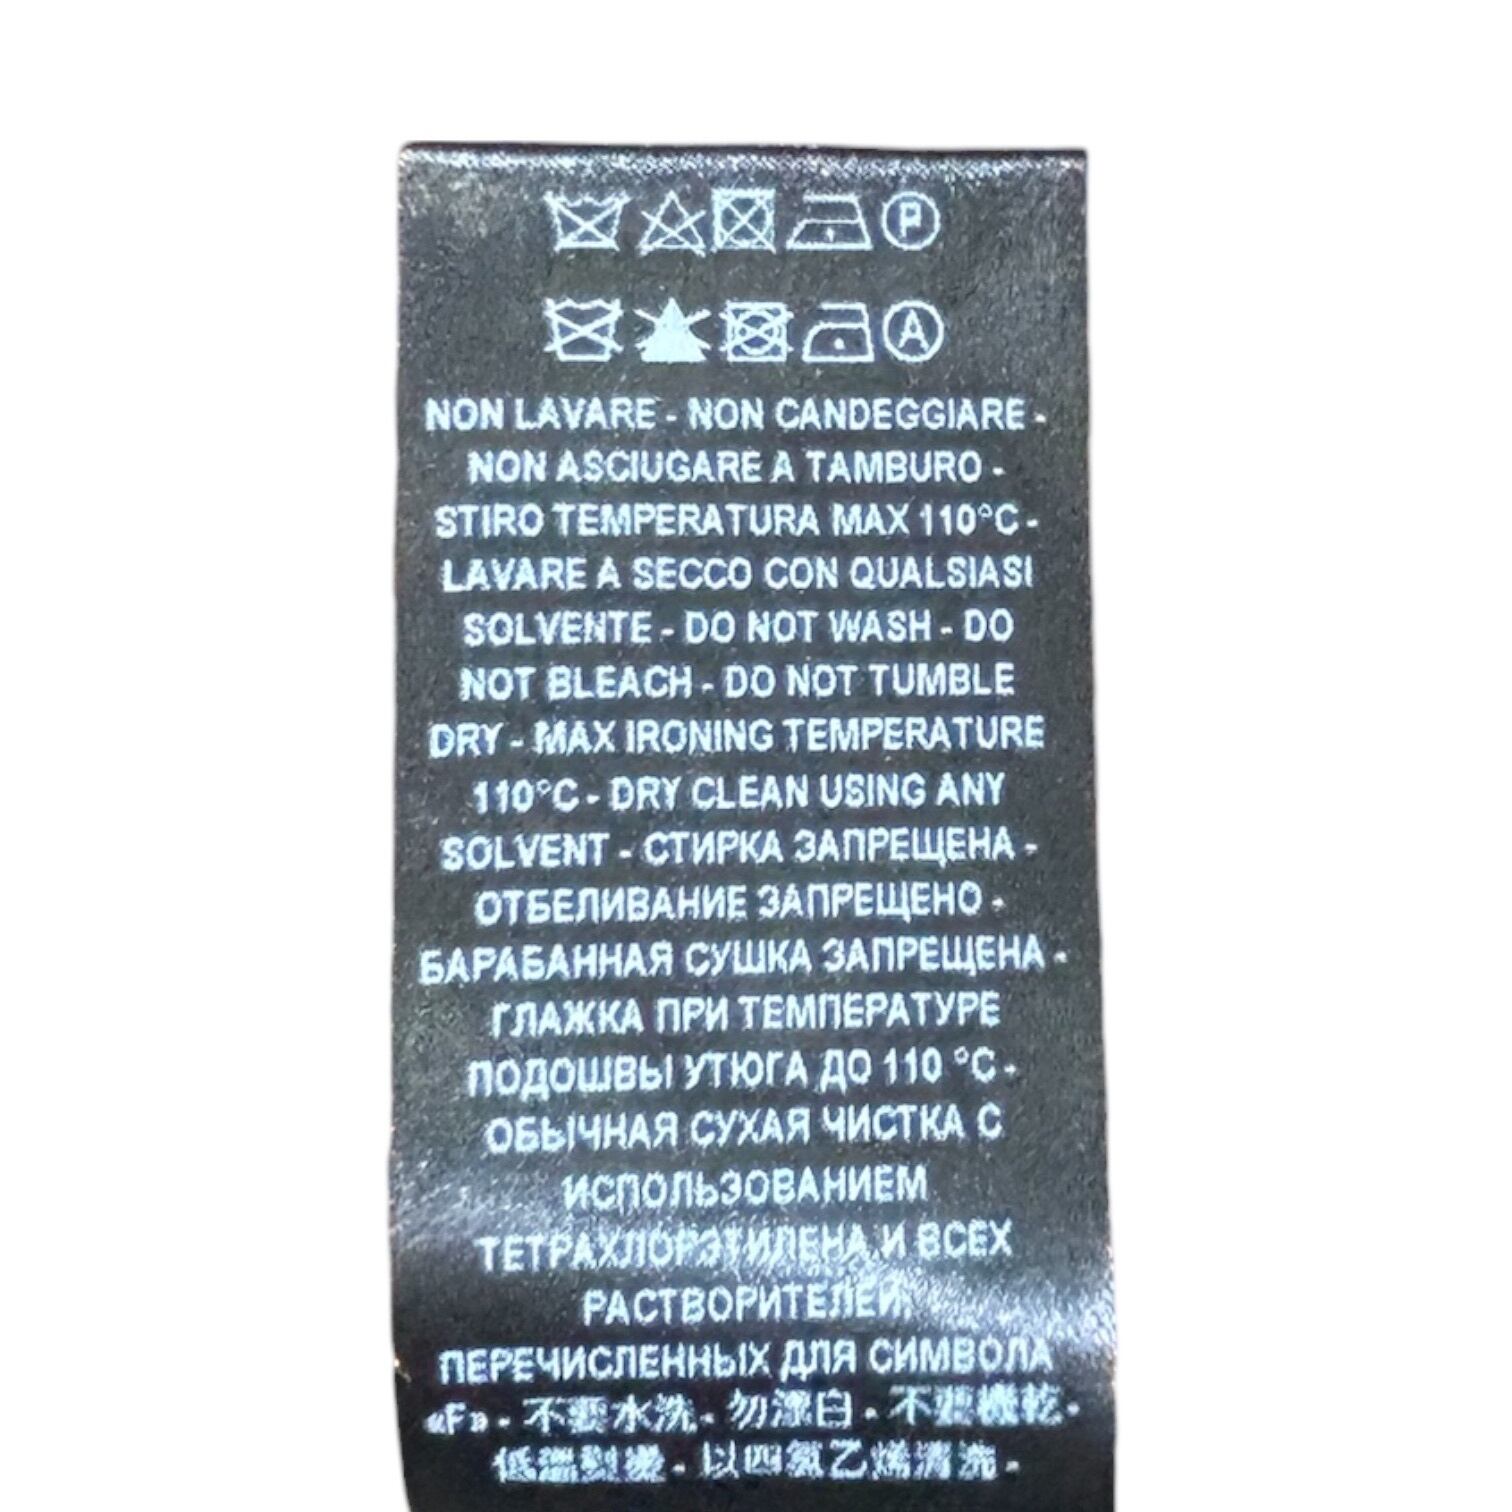 P
A
NON LAVARE - NON CANDEGGIARE -
NON ASCIUGARE A TAMBURO -
STIRO TEMPERATURA MAX 110°C -
LAVARE A SECCO CON QUALSIASI
SOLVENTE - DO NOT WASH - DO
NOT BLEACH - DO NOT TUMBLE
DRY - MAX IRONING TEMPERATURE
110°C - DRY CLEAN USING ANY
SOLVENT - СТИРКА ЗАПРЕЩЕНА -
ОТБЕЛИВАНИЕ ЗАПРЕЩЕНО -
БАРАБАННАЯ СУШКА ЗАПРЕЩЕНА -
ГЛАЖКА ПРИ ТЕМПЕРАТУРЕ
ПОДОШВЫ УТЮГА ДО 110 °C -
ОБЫЧНАЯ СУХАЯ ЧИСТКА С
ИСПОЛЬЗОВАНИЕМ
ТЕТРАХЛОРЭТИЛЕНА И ВСЕХ
РАСТВОРИТЕЛЕЙ,
ПЕРЕЧИСЛЕННЫХ ДЛЯ СИМВОЛА
«F» - 不要水洗 - 勿漂白 - 不要機乾 -
低溫熨燙 - 以四氯乙烯清洗 -